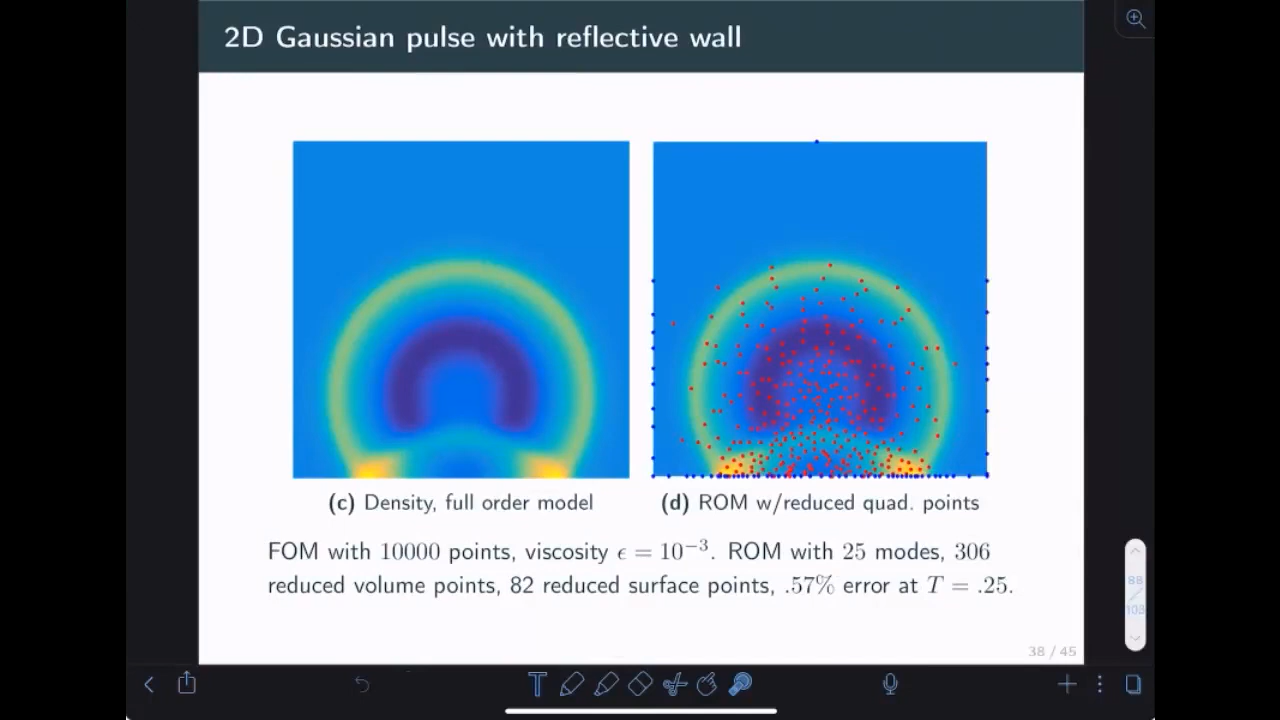 2D Gaussian pulse with reflective wall
(c) Density, full order model
(d) ROM w/reduced quad. points
FOM with 10000 points, viscosity ϵ = 10⁻³. ROM with 25 modes, 306
reduced volume points, 82 reduced surface points, .57% error at T = .25.
38 / 45
88
103
T